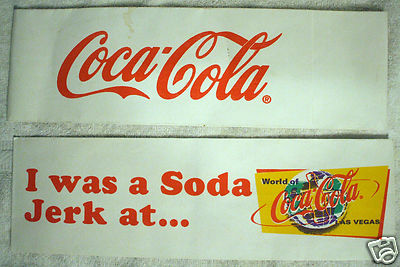 Coca-Cola®
I was a Soda
Jerk at...
World of
Coca-Cola
LAS VEGAS